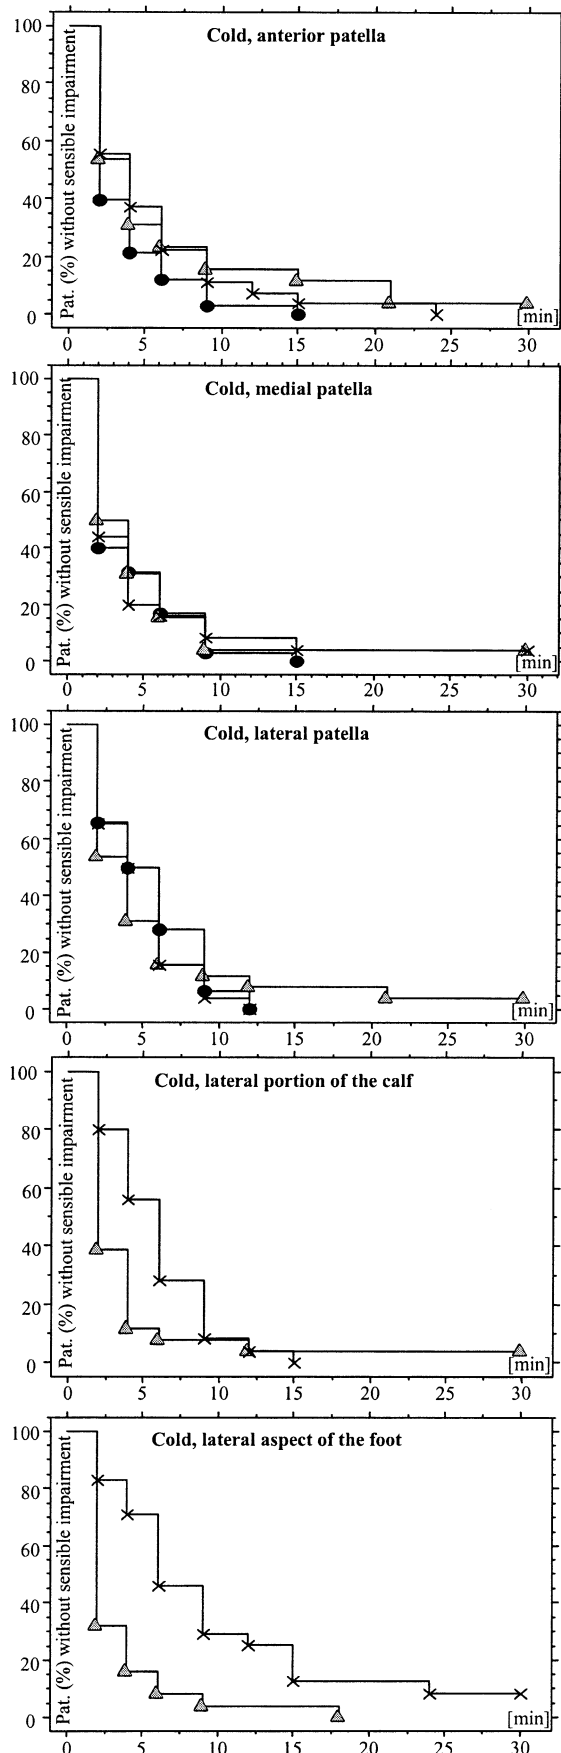 Cold, anterior patella
Pat. (%) without sensible impairment
100
80
60
40
20
0
[min]
0 5 10 15 20 25 30
Cold, medial patella
Pat. (%) without sensible impairment
100
80
60
40
20
0
[min]
0 5 10 15 20 25 30
Cold, lateral patella
Pat. (%) without sensible impairment
100
80
60
40
20
0
[min]
0 5 10 15 20 25 30
Cold, lateral portion of the calf
Pat. (%) without sensible impairment
100
80
60
40
20
0
[min]
0 5 10 15 20 25 30
Cold, lateral aspect of the foot
Pat. (%) without sensible impairment
100
80
60
40
20
0
[min]
0 5 10 15 20 25 30